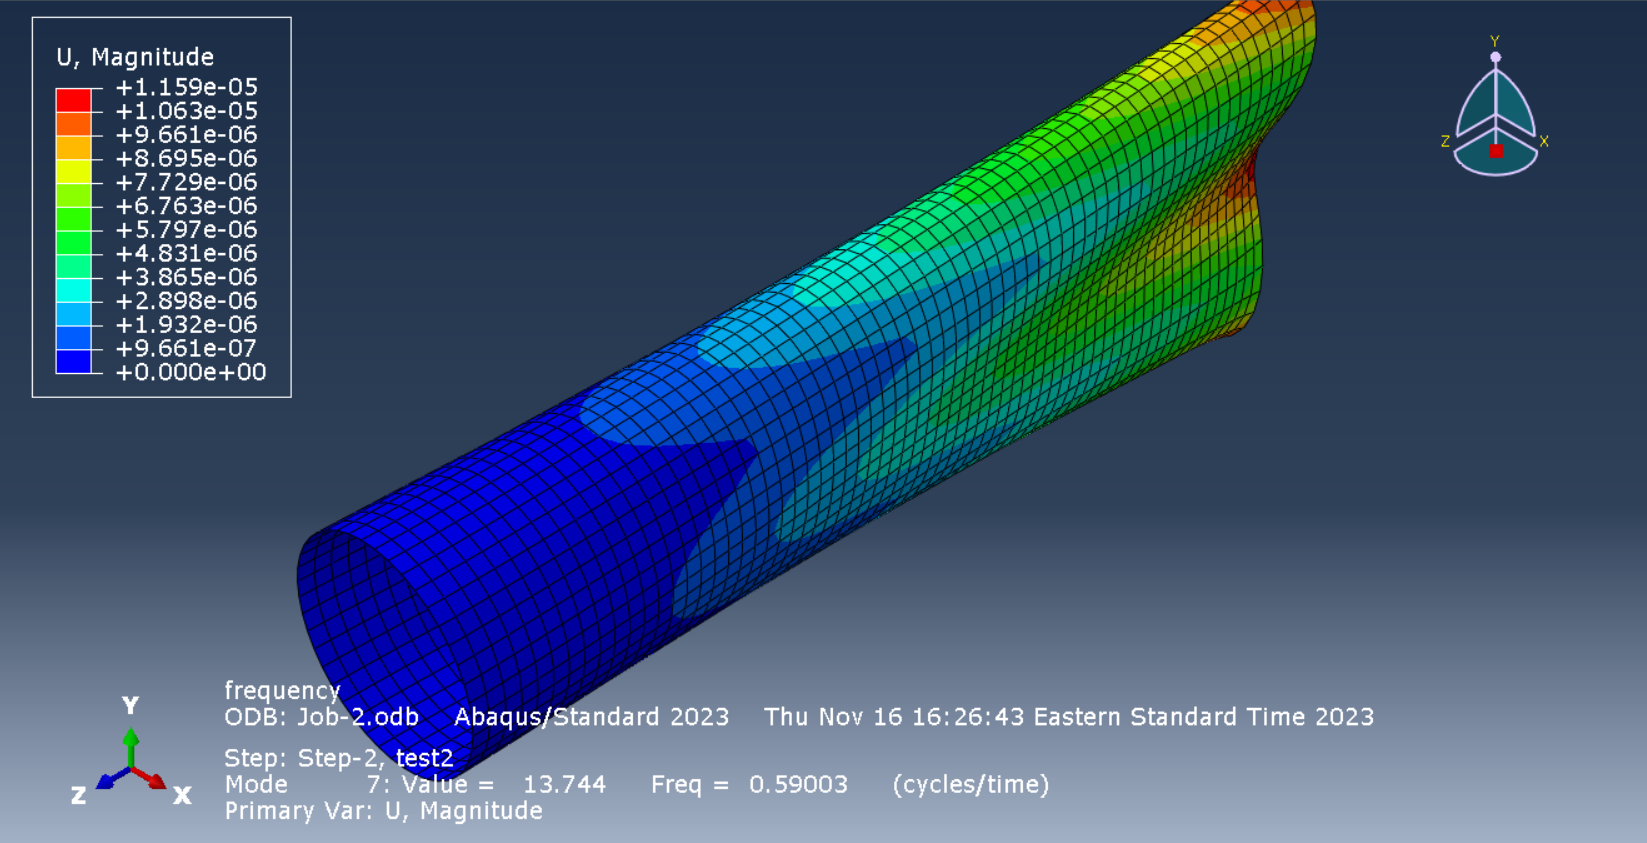 U, Magnitude
+1.159e-05
+1.063e-05
+9.661e-06
+8.695e-06
+7.729e-06
+6.763e-06
+5.797e-06
+4.831e-06
+3.865e-06
+2.898e-06
+1.932e-06
+9.661e-07
+0.000e+00
Y
Z X
Y
Z X
frequency
ODB: Job-2.odb Abaqus/Standard 2023 Thu Nov 16 16:26:43 Eastern Standard Time 2023
Step: Step-2, test2
Mode 7: Value = 13.744 Freq = 0.59003 (cycles/time)
Primary Var: U, Magnitude